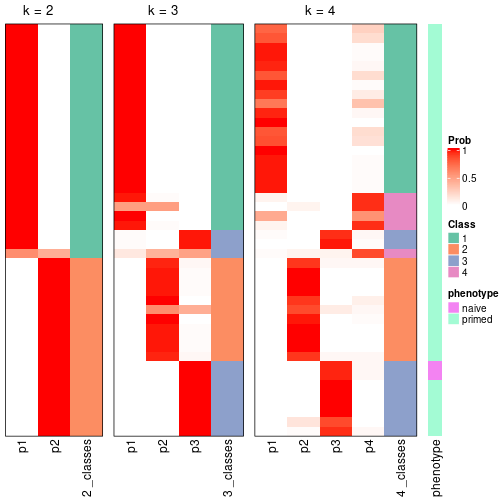 k = 2
k = 3
k = 4
p1
p2
2_classes
p1
p2
p3
3_classes
p1
p2
p3
p4
4_classes
phenotype
Prob
1
0.5
0
Class
1
2
3
4
phenotype
naive
primed